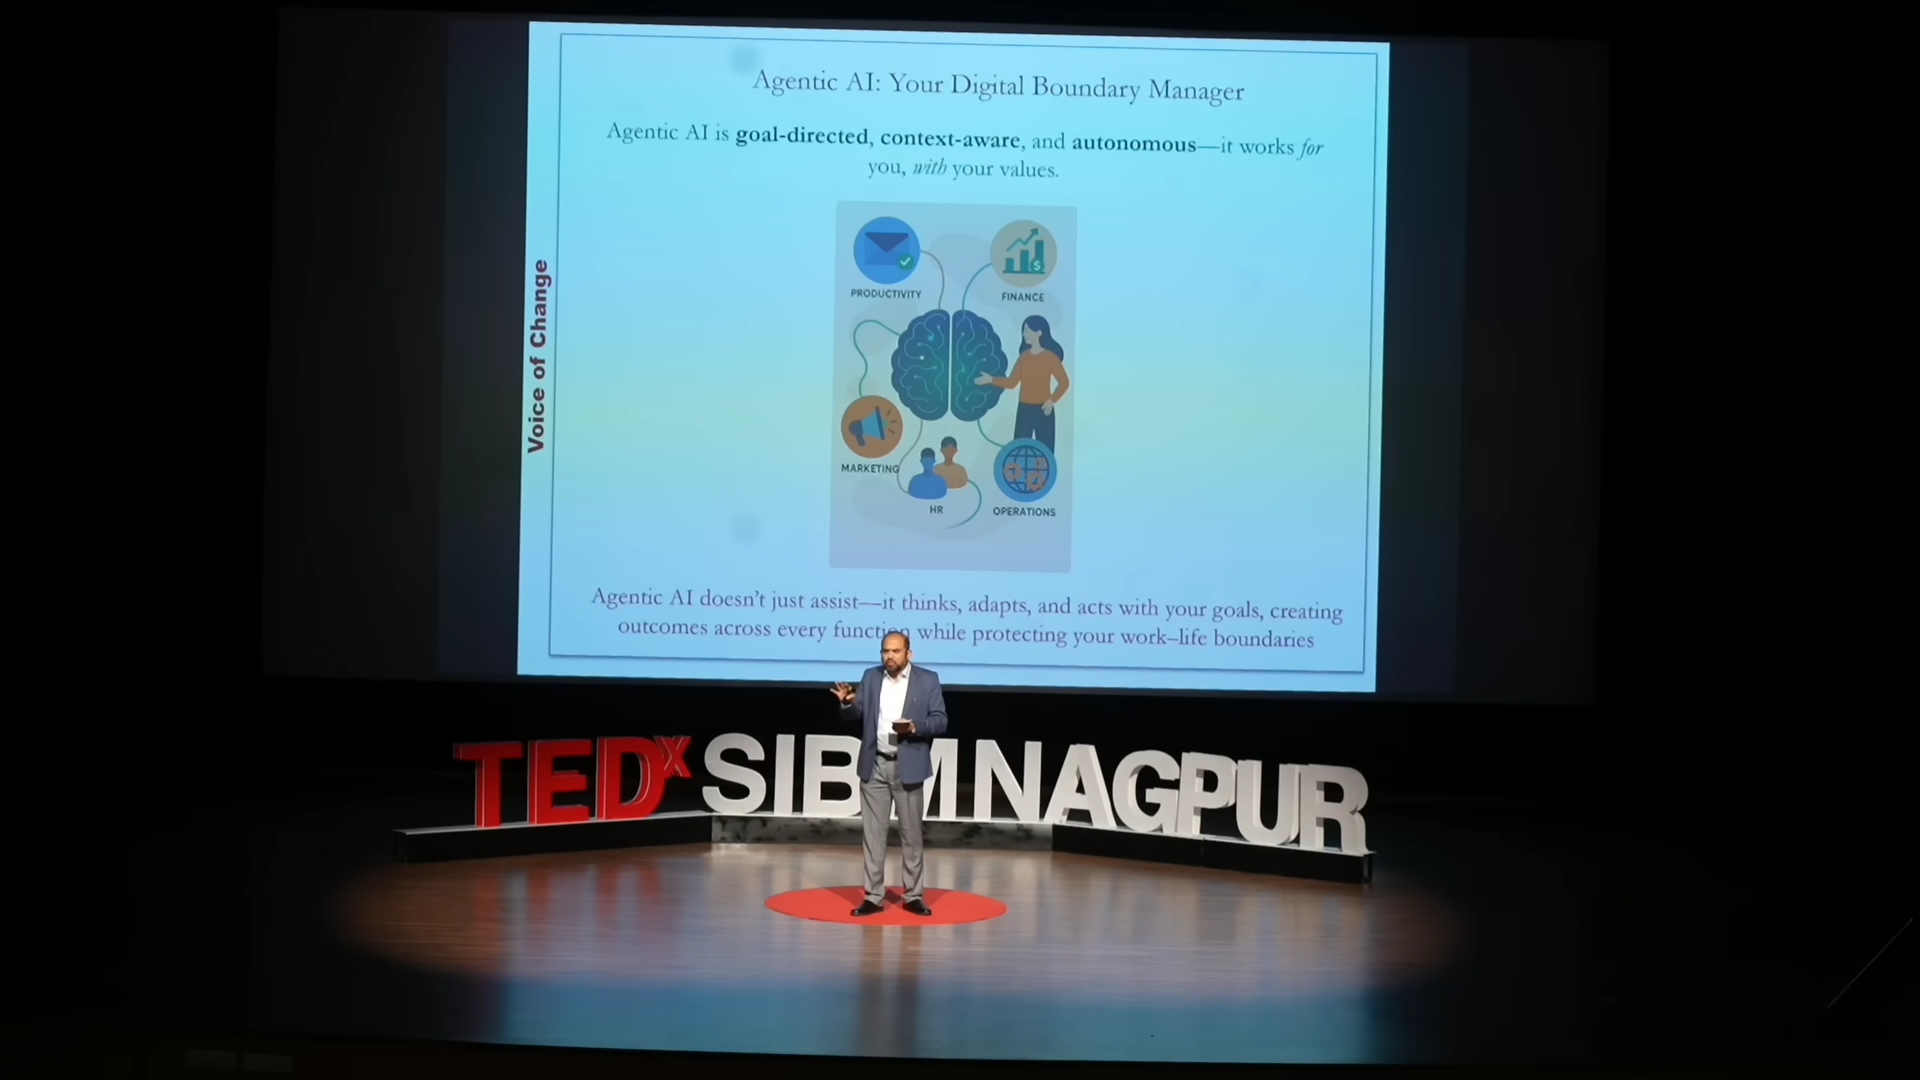 Agentic AI: Your Digital Boundary Manager
Agentic AI is goal-directed, context-aware, and autonomous—it works for
you, with your values.
Voice of Change
PRODUCTIVITY
FINANCE
MARKETING
HR
OPERATIONS
Agentic AI doesn't just assist—it thinks, adapts, and acts with your goals, creating
outcomes across every function while protecting your work–life boundaries
TEDx SIBMNAGPUR